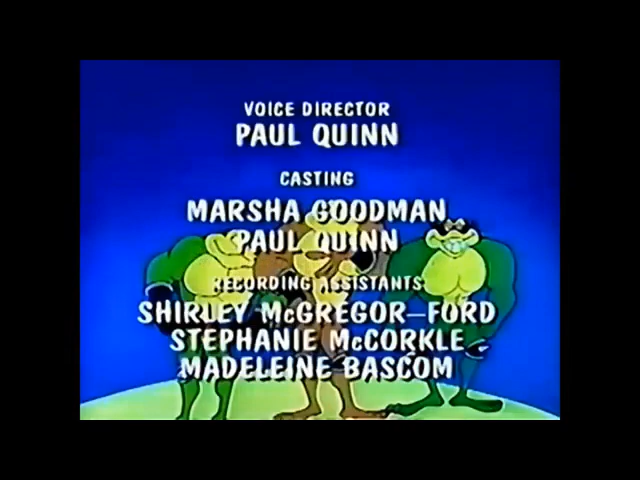 VOICE DIRECTOR
PAUL QUINN
CASTING
MARSHA GOODMAN
PAUL QUINN
RECORDING ASSISTANTS
SHIRLEY McGREGOR–FORD
STEPHANIE McCORKLE
MADELEINE BASCOM